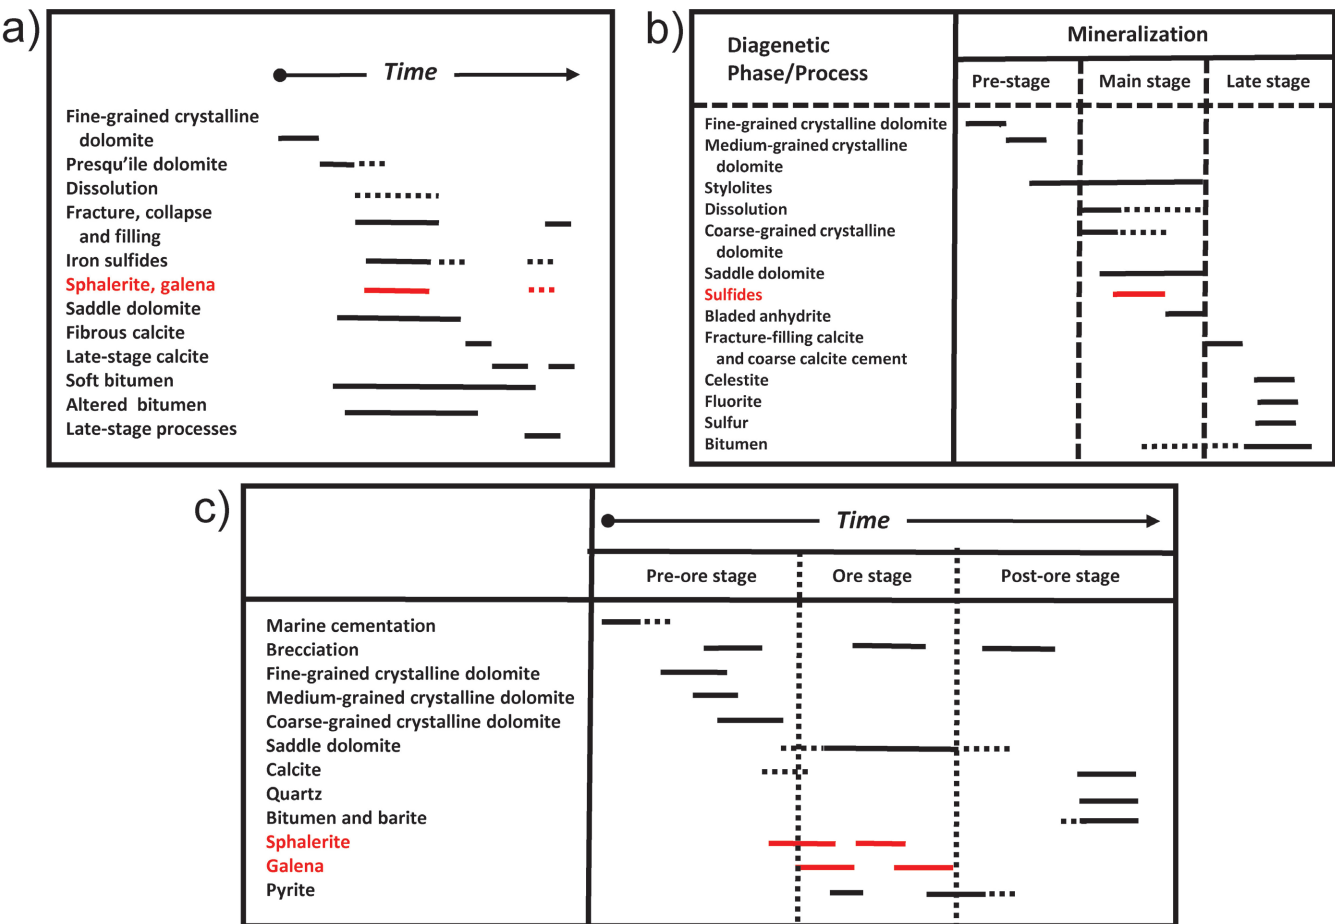 a)
Time
Fine-grained crystalline
dolomite
Presqu'ile dolomite
Dissolution
Fracture, collapse
and filling
Iron sulfides
Sphalerite, galena
Saddle dolomite
Fibrous calcite
Late-stage calcite
Soft bitumen
Altered bitumen
Late-stage processes
b)
Diagenetic
Phase/Process
Mineralization
Pre-stage Main stage Late stage
Fine-grained crystalline dolomite
Medium-grained crystalline
dolomite
Stylolites
Dissolution
Coarse-grained crystalline
dolomite
Saddle dolomite
Sulfides
Bladed anhydrite
Fracture-filling calcite
and coarse calcite cement
Celestite
Fluorite
Sulfur
Bitumen
c)
Time
Pre-ore stage Ore stage Post-ore stage
Marine cementation
Brecciation
Fine-grained crystalline dolomite
Medium-grained crystalline dolomite
Coarse-grained crystalline dolomite
Saddle dolomite
Calcite
Quartz
Bitumen and barite
Sphalerite
Galena
Pyrite